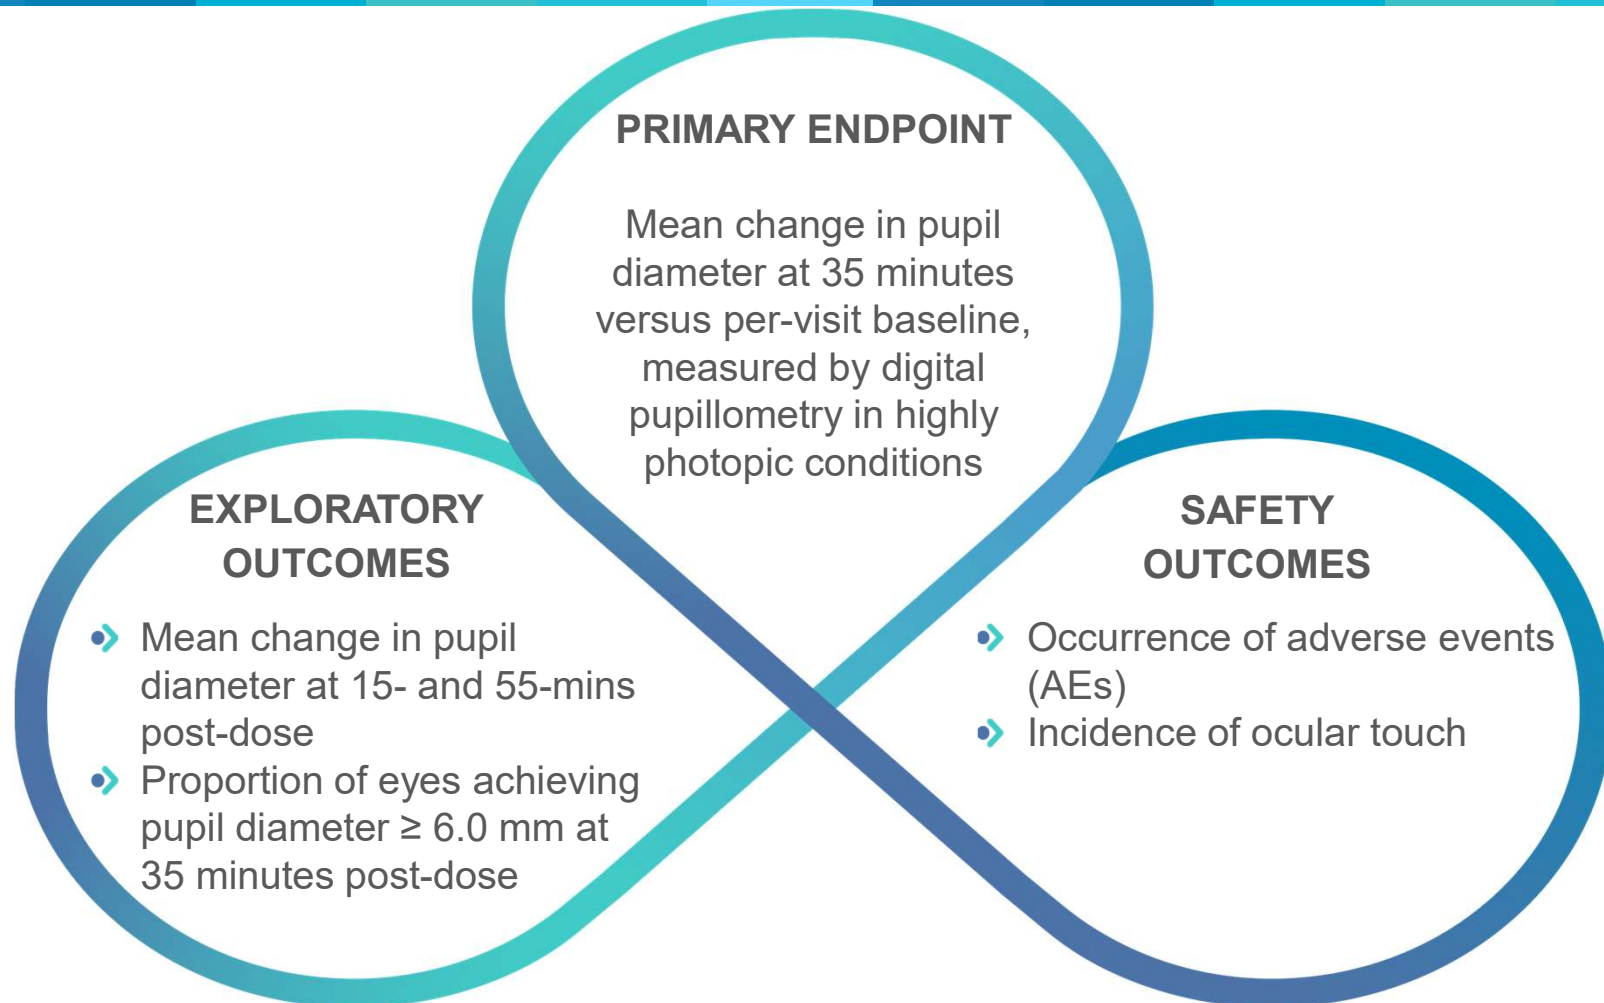 PRIMARY ENDPOINT
Mean change in pupil
diameter at 35 minutes
versus per-visit baseline,
measured by digital
pupillometry in highly
photopic conditions
EXPLORATORY
OUTCOMES
Mean change in pupil
diameter at 15- and 55-mins
post-dose
Proportion of eyes achieving
pupil diameter ≥ 6.0 mm at
35 minutes post-dose
SAFETY
OUTCOMES
Occurrence of adverse events
(AEs)
Incidence of ocular touch